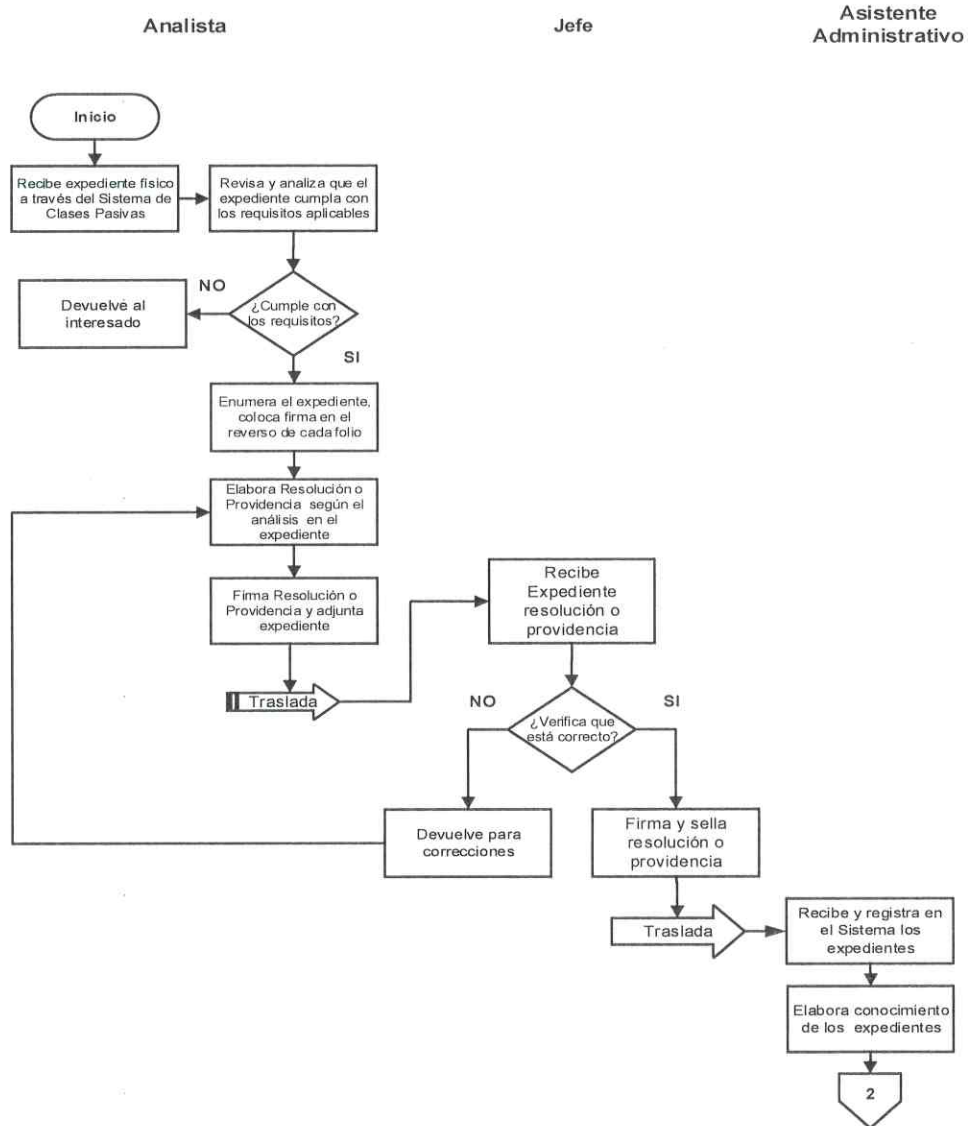 Analista
Jefe
Asistente
Administrativo
Inicio
Recibe expediente físico
a través del Sistema de
Clases Pasivas
Revisa y analiza que el
expediente cumpla con
los requisitos aplicables
NO
¿Cumple con
los requisitos?
Devuelvé al
interesado
SI
Enumera el expediente,
coloca firma en el
reverso de cada folio
Elabora Resolución o
Providencia según el
análisis en el
expediente
Firma Resolución o
Providencia y adjunta
expediente
Traslada
Recibe
Expediente
resolución o
providencia
NO
SI
¿Verifica que
está correcto?
Devuelve para
correcciones
Firma y sella
resolución o
providencia
Traslada
Recibe y registra en
el Sistema los
expedientes
Elabora conocimiento
de los expedientes
2